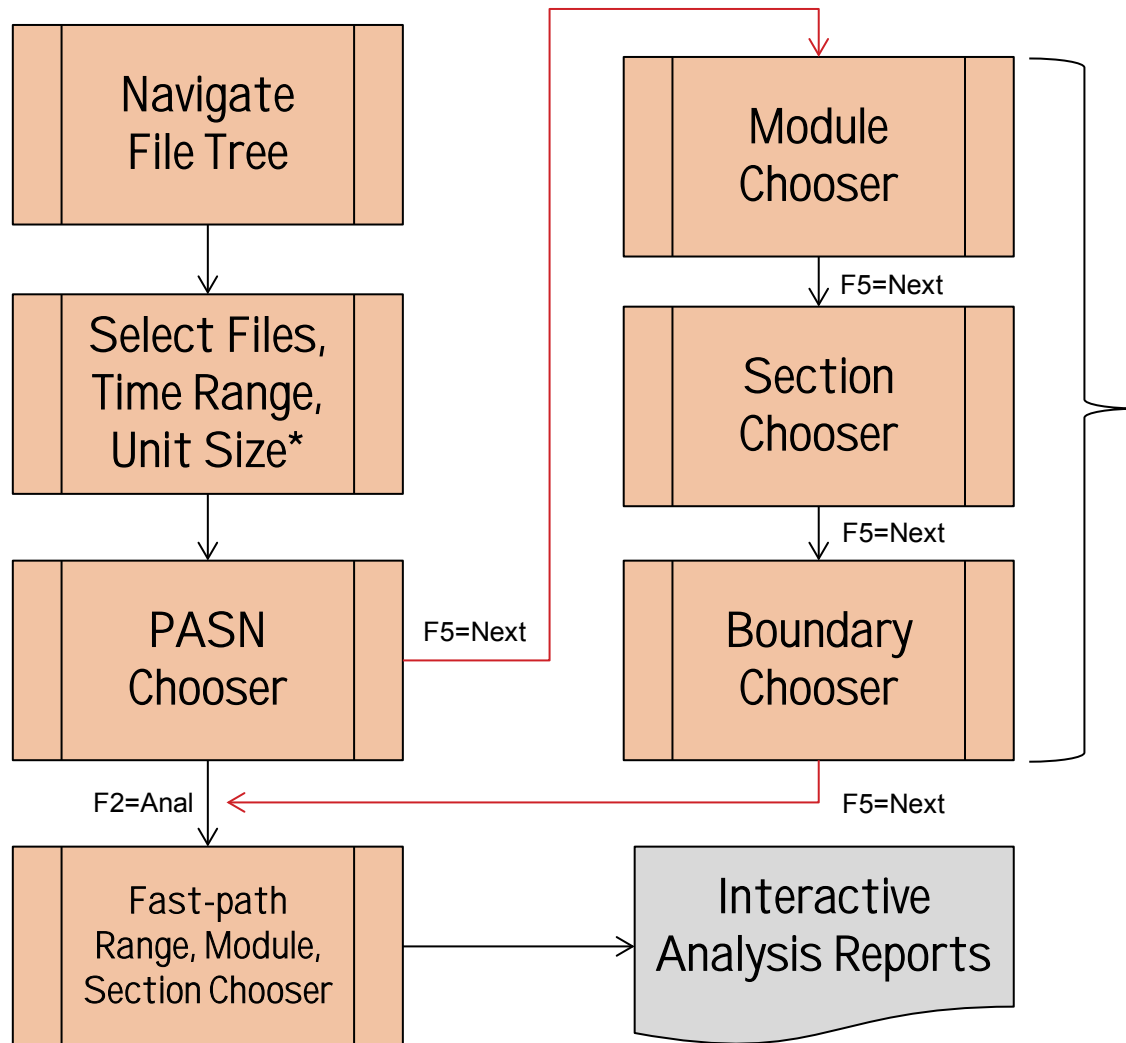 Navigate
File Tree
Select Files,
Time Range,
Unit Size*
PASN
Chooser
F5=Next
Module
Chooser
F5=Next
Section
Chooser
F5=Next
Boundary
Chooser
F5=Next
F2=Anal
Fast-path
Range, Module,
Section Chooser
Interactive
Analysis Reports